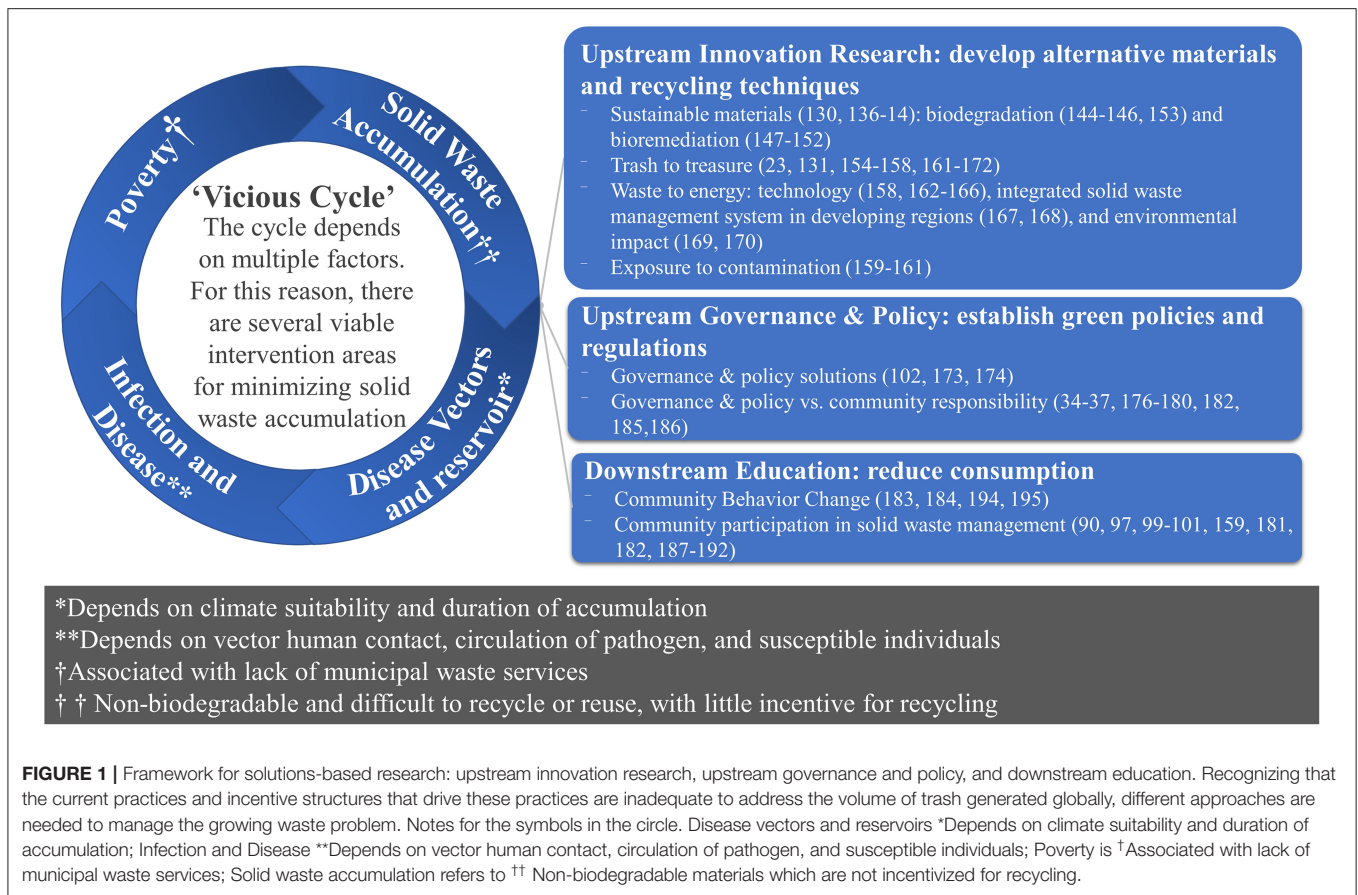 Poverty†
Solid Waste
Accumulation††
Disease Vectors
and reservoir*
Infection and
Disease**
‘Vicious Cycle’
The cycle depends
on multiple factors.
For this reason, there
are several viable
intervention areas
for minimizing solid
waste accumulation
Upstream Innovation Research: develop alternative materials
and recycling techniques
– Sustainable materials (130, 136-14): biodegradation (144-146, 153) and
bioremediation (147-152)
– Trash to treasure (23, 131, 154-158, 161-172)
– Waste to energy: technology (158, 162-166), integrated solid waste
management system in developing regions (167, 168), and environmental
impact (169, 170)
– Exposure to contamination (159-161)
Upstream Governance & Policy: establish green policies and
regulations
– Governance & policy solutions (102, 173, 174)
– Governance & policy vs. community responsibility (34-37, 176-180, 182,
185,186)
Downstream Education: reduce consumption
– Community Behavior Change (183, 184, 194, 195)
– Community participation in solid waste management (90, 97, 99-101, 159, 181,
182, 187-192)
*Depends on climate suitability and duration of accumulation
**Depends on vector human contact, circulation of pathogen, and susceptible individuals
†Associated with lack of municipal waste services
† † Non-biodegradable and difficult to recycle or reuse, with little incentive for recycling
FIGURE 1 | Framework for solutions-based research: upstream innovation research, upstream governance and policy, and downstream education. Recognizing that
the current practices and incentive structures that drive these practices are inadequate to address the volume of trash generated globally, different approaches are
needed to manage the growing waste problem. Notes for the symbols in the circle. Disease vectors and reservoirs *Depends on climate suitability and duration of
accumulation; Infection and Disease **Depends on vector human contact, circulation of pathogen, and susceptible individuals; Poverty is †Associated with lack of
municipal waste services; Solid waste accumulation refers to †† Non-biodegradable materials which are not incentivized for recycling.